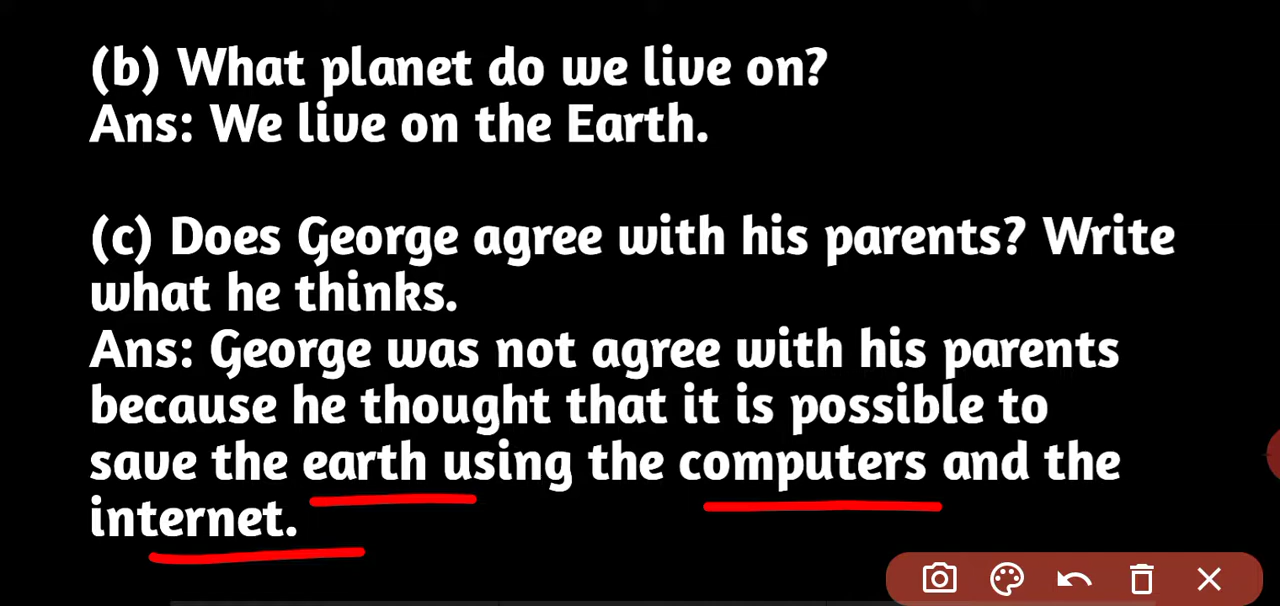 (b) What planet do we live on?
Ans: We live on the Earth.
(c) Does George agree with his parents? Write
what he thinks.
Ans: George was not agree with his parents
because he thought that it is possible to
save the earth using the computers and the
internet.